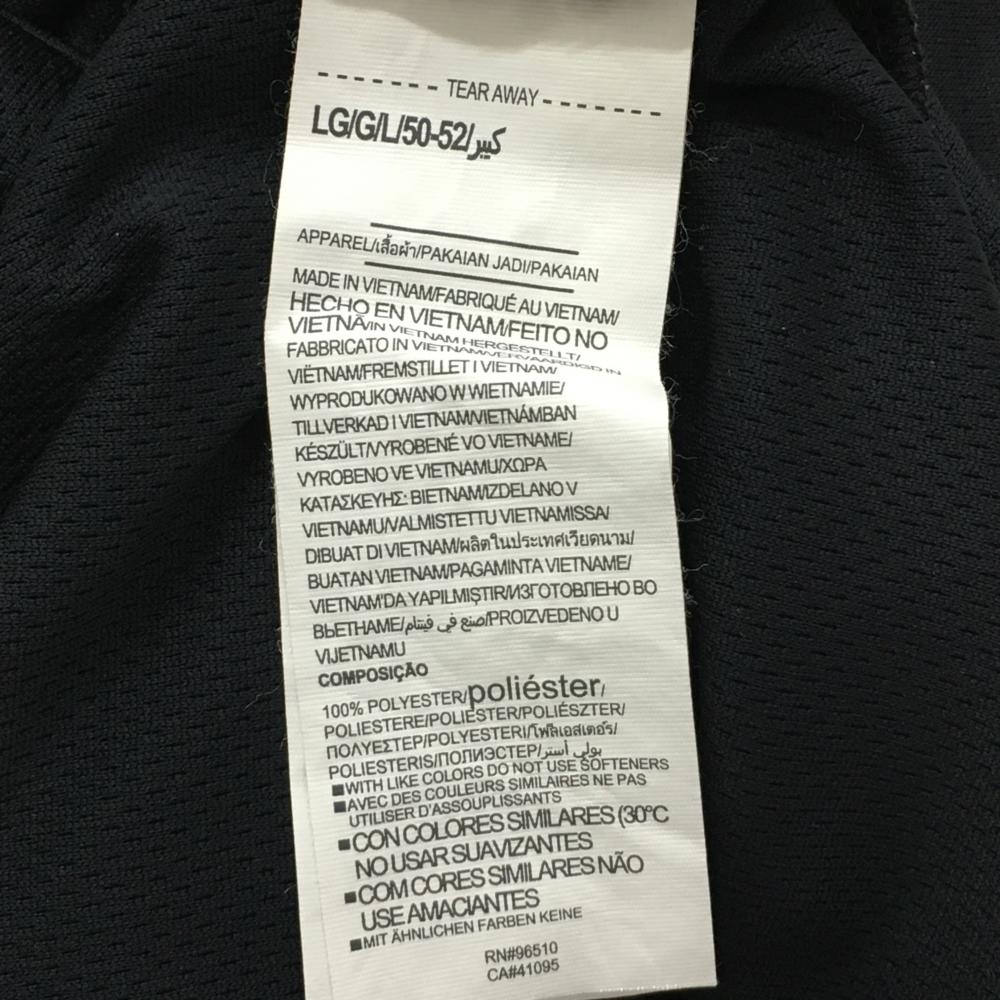 TEAR AWAY
LG/G/L/50-52/كبير
APPAREL/เสื้อผ้า/PAKAIAN JADI/PAKAIAN
MADE IN VIETNAM/FABRIQUÉ AU VIETNAM/
HECHO EN VIETNAM/FEITO NO
VIETNÃ/IN VIETNAM HERGESTELLT/
FABBRICATO IN VIETNAM/VERVAARDIGD IN
VIËTNAM/FREMSTILLET I VIETNAM/
WYPRODUKOWANO W WIETNAMIE/
TILLVERKAD I VIETNAM/VIETNÁMBAN
KÉSZÜLT/VYROBENÉ VO VIETNAME/
VYROBENO VE VIETNAMU/ΧΩΡΑ
ΚΑΤΑΣΚΕΥΗΣ: ΒΙΕΤΝΑΜ/IZDELANO V
VIETNAMU/VALMISTETTU VIETNAMISSA/
DIBUAT DI VIETNAM/ผลิตในประเทศเวียดนาม/
BUATAN VIETNAM/PAGAMINTA VIETNAME/
VIETNAM'DA YAPILMIŞTIR/ИЗГОТОВЛЕНО ВО
ВЬЕТНАМЕ/صنع في فيتنام/PROIZVEDENO U
VIJETNAMU
COMPOSIÇÃO
100% POLYESTER/poliéster/
POLIESTERE/POLIESTER/POLIÉSZTER/
ΠΟΛΥΕΣΤΕΡ/POLYESTERI/โพลีเอสเตอร์/
POLIESTERIS/ПОЛИЭСТЕР/بولي أستر
■WITH LIKE COLORS DO NOT USE SOFTENERS
■AVEC DES COULEURS SIMILAIRES NE PAS
UTILISER D'ASSOUPLISSANTS
■CON COLORES SIMILARES (30°C
NO USAR SUAVIZANTES
■COM CORES SIMILARES NÃO
USE AMACIANTES
■MIT ÄHNLICHEN FARBEN KEINE
RN#96510
CA#41095